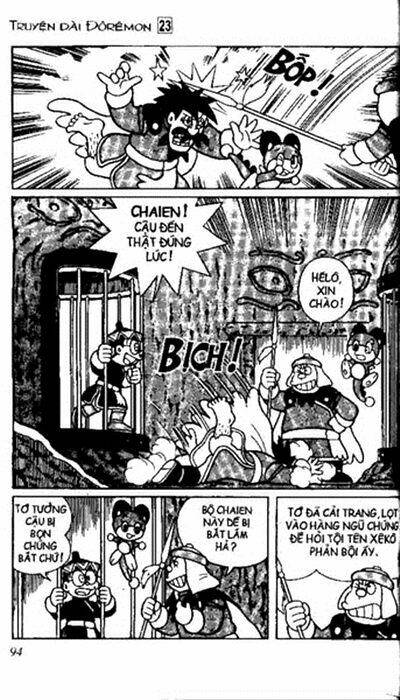 TRUYỆN DÀI ĐÔRÊMON 23
BỐP!
CHAIEN!
CẬU ĐẾN
THẬT ĐÚNG
LÚC!
HÊLÔ,
XIN
CHÀO!
BỊCH!
TỚ TƯỞNG
CẬU BỊ
BỌN
CHÚNG
BẮT CHỨ!
BỘ CHAIEN
NÀY DỄ BỊ
BẮT LẮM
HẢ?
TỚ ĐÃ CẢI TRANG, LỌT
VÀO HÀNG NGŨ CHÚNG
ĐỂ HỎI TỘI TÊN XÊKÔ
PHẢN BỘI ẤY.
94